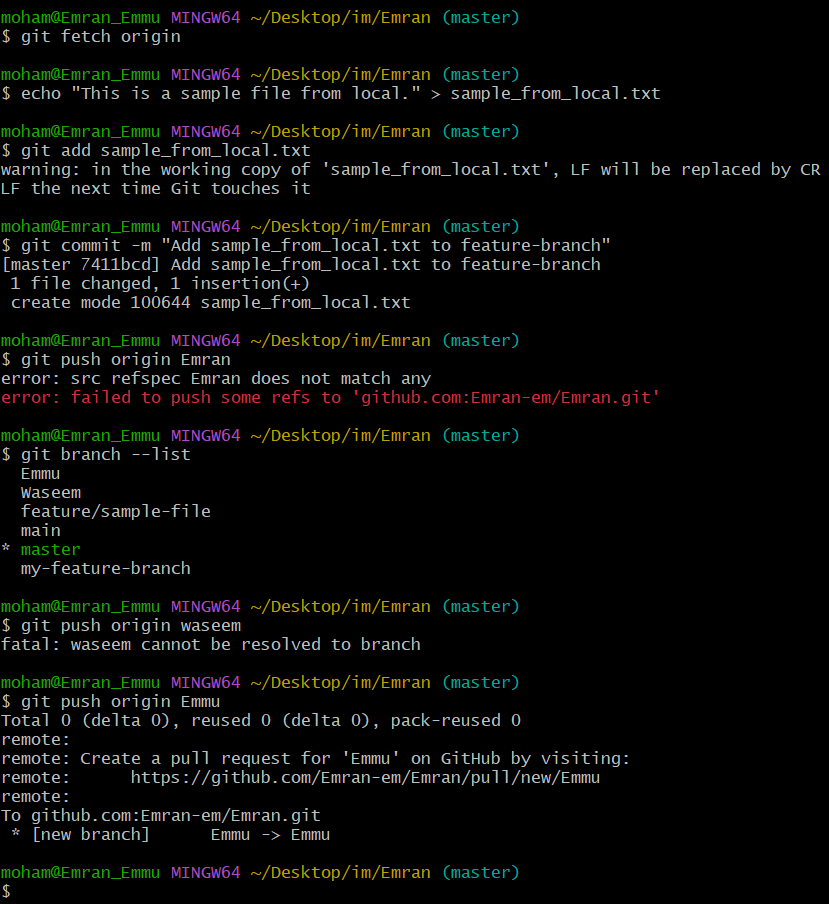 moham@Emran_Emmu MINGW64 ~/Desktop/im/Emran (master)
$ git fetch origin
moham@Emran_Emmu MINGW64 ~/Desktop/im/Emran (master)
$ echo "This is a sample file from local." > sample_from_local.txt
moham@Emran_Emmu MINGW64 ~/Desktop/im/Emran (master)
$ git add sample_from_local.txt
warning: in the working copy of 'sample_from_local.txt', LF will be replaced by CR
LF the next time Git touches it
moham@Emran_Emmu MINGW64 ~/Desktop/im/Emran (master)
$ git commit -m "Add sample_from_local.txt to feature-branch"
[master 7411bcd] Add sample_from_local.txt to feature-branch
 1 file changed, 1 insertion(+)
 create mode 100644 sample_from_local.txt
moham@Emran_Emmu MINGW64 ~/Desktop/im/Emran (master)
$ git push origin Emran
error: src refspec Emran does not match any
error: failed to push some refs to 'github.com:Emran-em/Emran.git'
moham@Emran_Emmu MINGW64 ~/Desktop/im/Emran (master)
$ git branch --list
  Emmu
  Waseem
  feature/sample-file
  main
* master
  my-feature-branch
moham@Emran_Emmu MINGW64 ~/Desktop/im/Emran (master)
$ git push origin waseem
fatal: waseem cannot be resolved to branch
moham@Emran_Emmu MINGW64 ~/Desktop/im/Emran (master)
$ git push origin Emmu
Total 0 (delta 0), reused 0 (delta 0), pack-reused 0
remote:
remote: Create a pull request for 'Emmu' on GitHub by visiting:
remote:      https://github.com/Emran-em/Emran/pull/new/Emmu
remote:
To github.com:Emran-em/Emran.git
 * [new branch]      Emmu -> Emmu
moham@Emran_Emmu MINGW64 ~/Desktop/im/Emran (master)
$